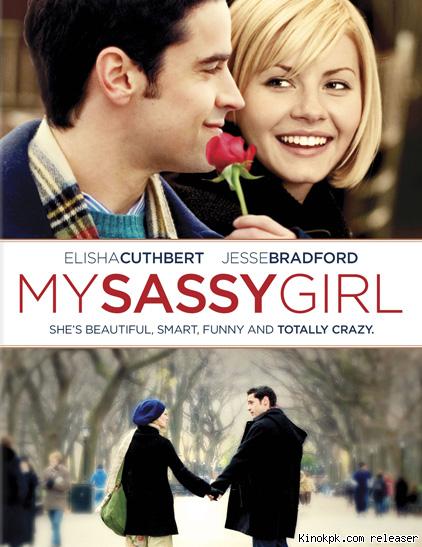 ELISHA CUTHBERT JESSE BRADFORD
MY SASSY GIRL
SHE'S BEAUTIFUL, SMART, FUNNY AND TOTALLY CRAZY.
Kinokpk.com releaser